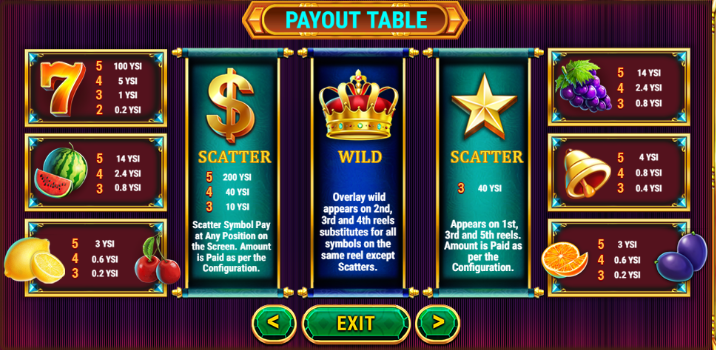 PAYOUT TABLE
5 100 YSI
4 5 YSI
3 1 YSI
2 0.2 YSI
5 14 YSI
4 2.4 YSI
3 0.8 YSI
5 3 YSI
4 0.6 YSI
3 0.2 YSI
$
SCATTER
5 200 YSI
4 40 YSI
3 10 YSI
Scatter Symbol Pay
at Any Position on
the Screen. Amount
is Paid as per the
Configuration.
WILD
Overlay wild
appears on 2nd,
3rd and 4th reels
substitutes for all
symbols on the
same reel except
Scatters.
SCATTER
3 40 YSI
Appears on 1st,
3rd and 5th reels.
Amount is Paid as
per the
Configuration.
5 14 YSI
4 2.4 YSI
3 0.8 YSI
5 4 YSI
4 0.8 YSI
3 0.4 YSI
5 3 YSI
4 0.6 YSI
3 0.2 YSI
< EXIT >